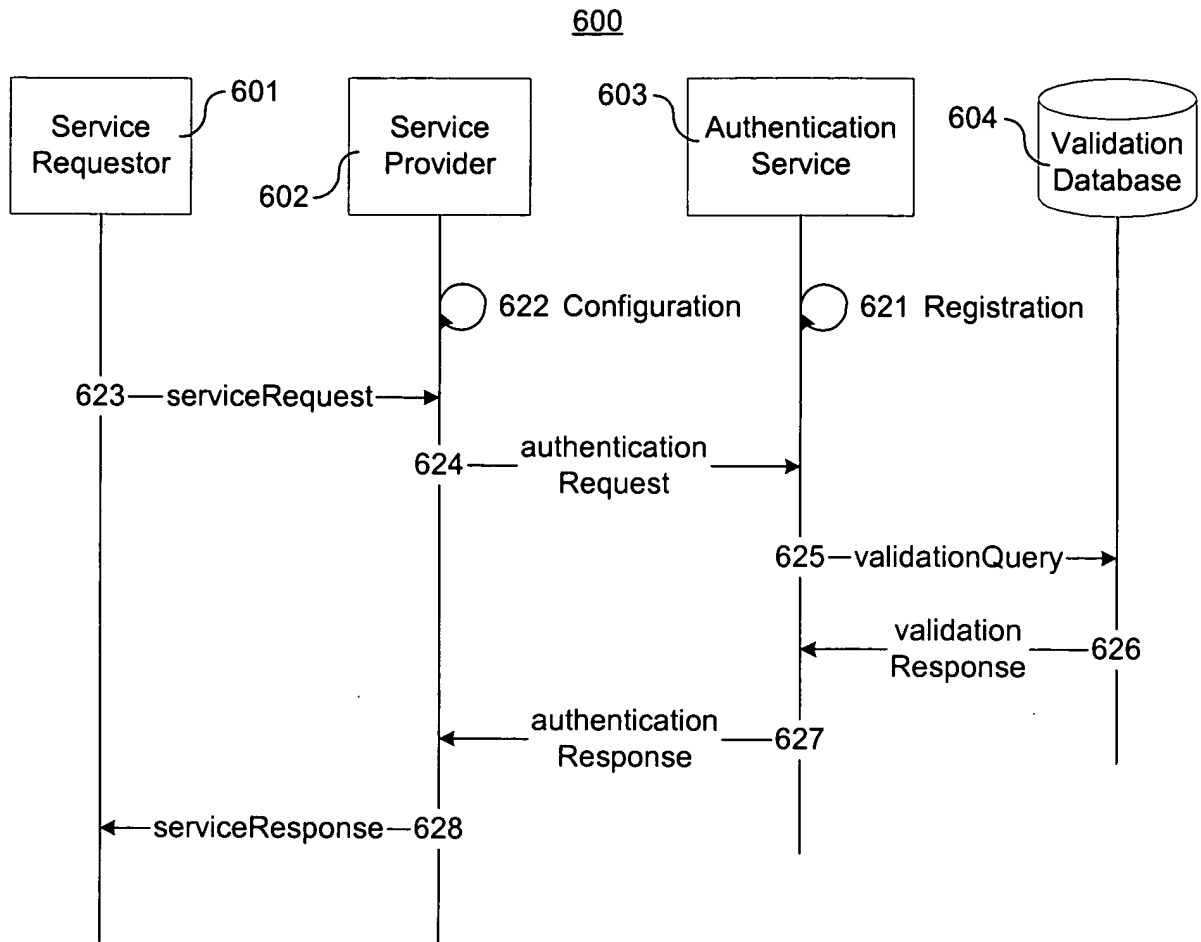 600
601
Service
Requestor
602
Service
Provider
603
Authentication
Service
604
Validation
Database
622 Configuration
621 Registration
623 serviceRequest
624 authentication
Request
625 validationQuery
validation
Response 626
authentication
Response 627
serviceResponse 628